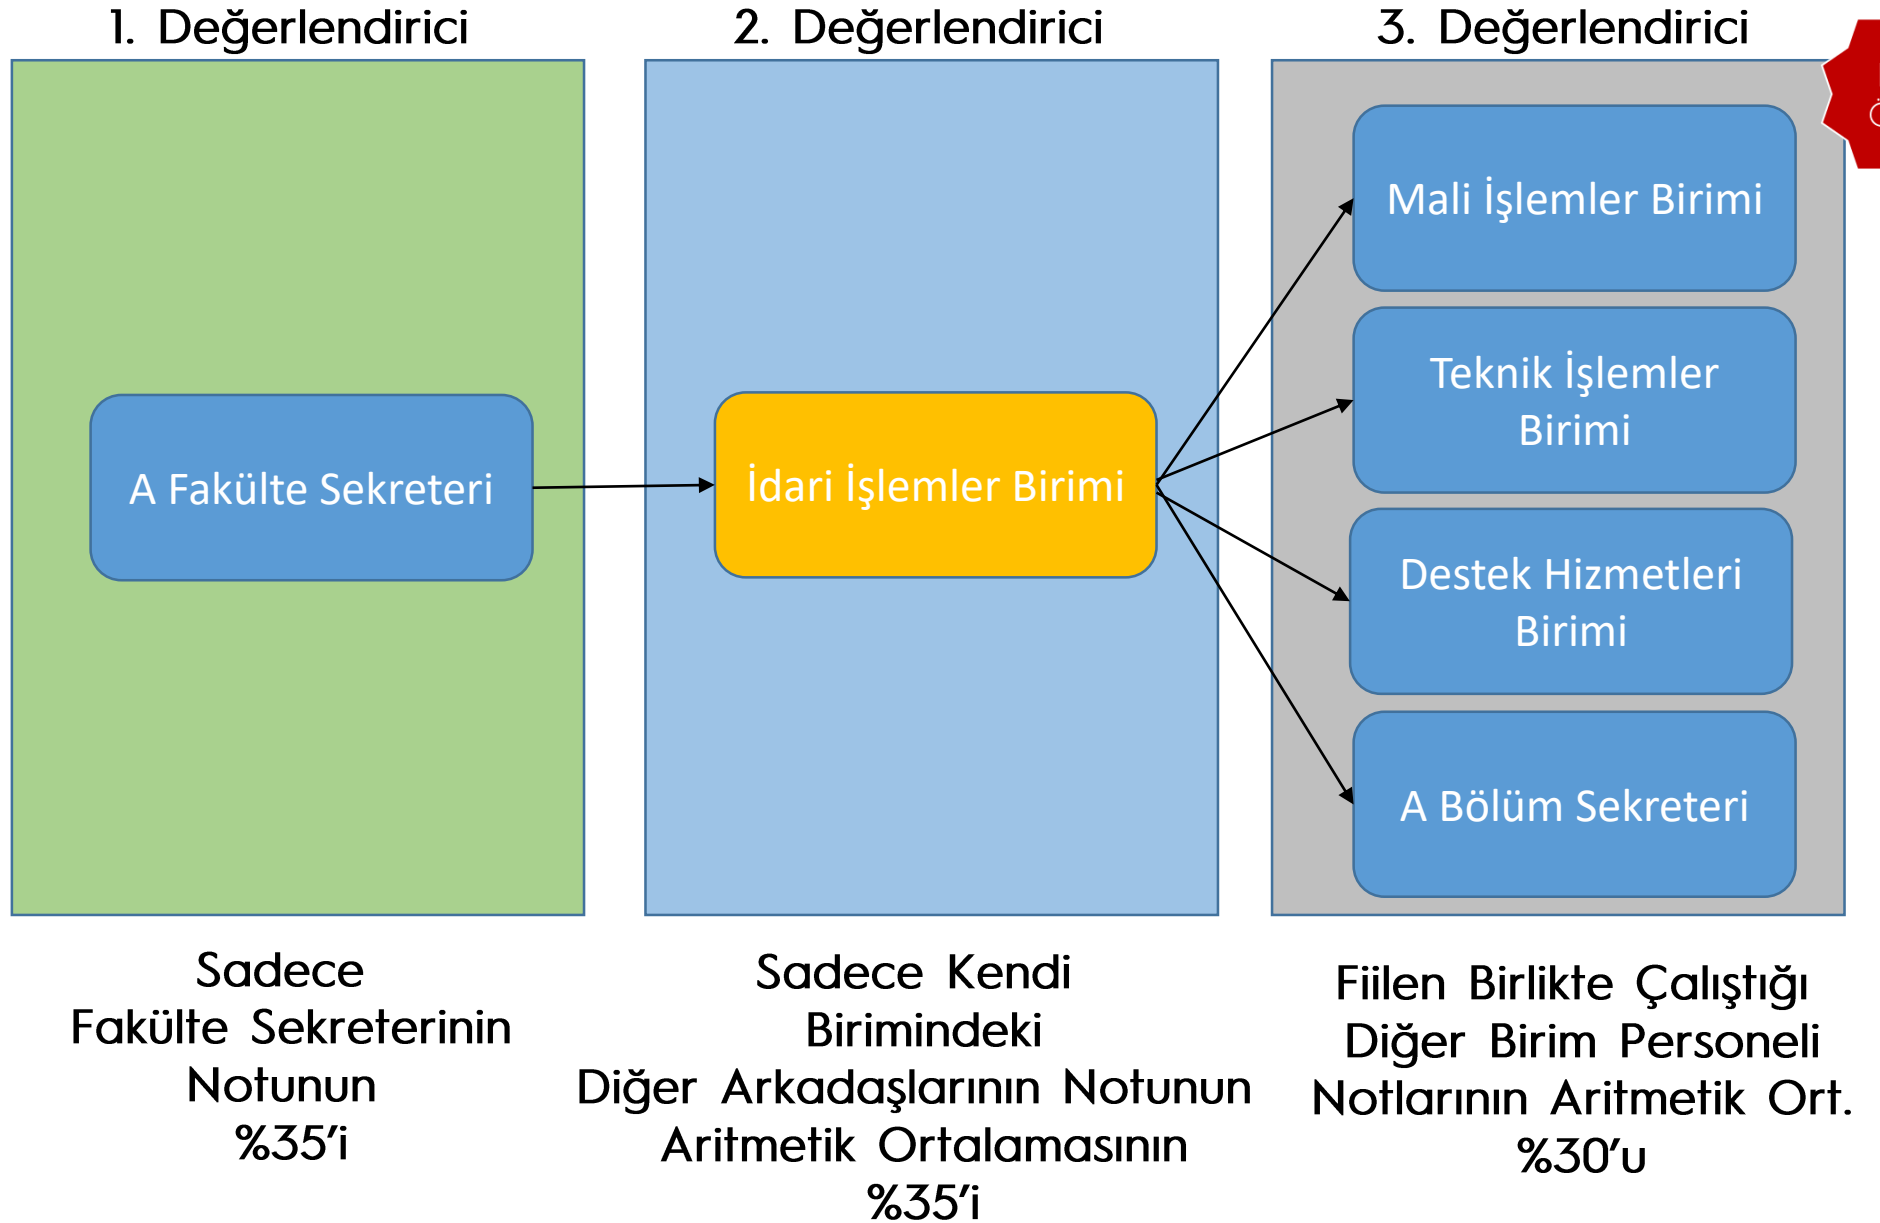 1. Değerlendirici
2. Değerlendirici
3. Değerlendirici
A Fakülte Sekreteri
İdari İşlemler Birimi
Mali İşlemler Birimi
Teknik İşlemler
Birimi
Destek Hizmetleri
Birimi
A Bölüm Sekreteri
Sadece
Fakülte Sekreterinin
Notunun
%35'i
Sadece Kendi
Birimindeki
Diğer Arkadaşlarının Notunun
Aritmetik Ortalamasının
%35'i
Fiilen Birlikte Çalıştığı
Diğer Birim Personeli
Notlarının Aritmetik Ort.
%30'u